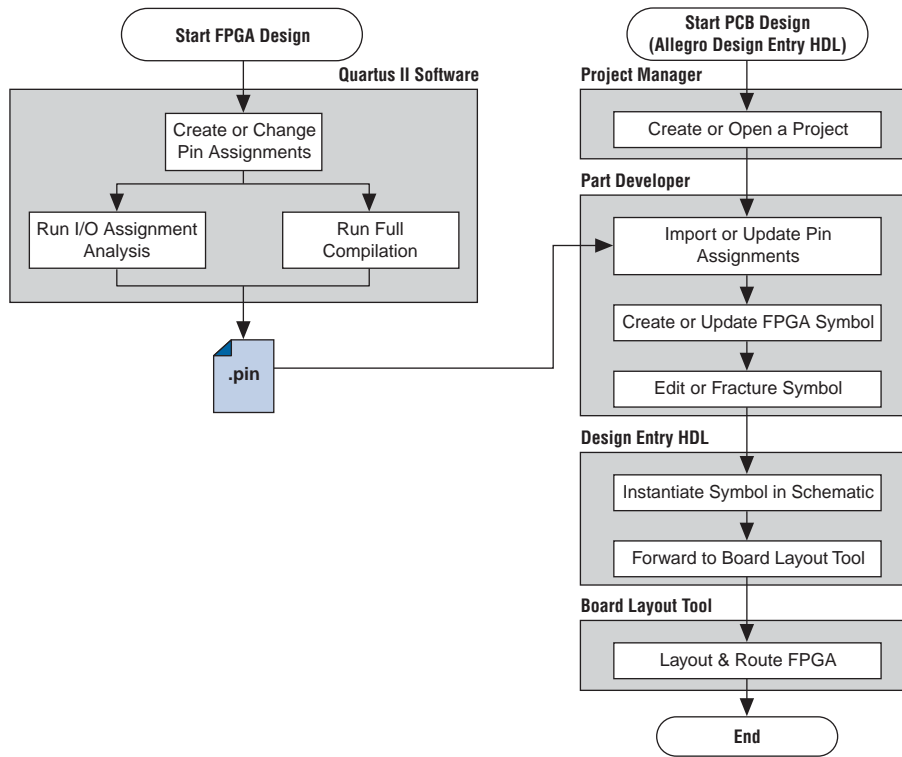 Start FPGA Design
Quartus II Software
Create or Change
Pin Assignments
Run I/O Assignment
Analysis
Run Full
Compilation
.pin
Start PCB Design
(Allegro Design Entry HDL)
Project Manager
Create or Open a Project
Part Developer
Import or Update Pin
Assignments
Create or Update FPGA Symbol
Edit or Fracture Symbol
Design Entry HDL
Instantiate Symbol in Schematic
Forward to Board Layout Tool
Board Layout Tool
Layout & Route FPGA
End